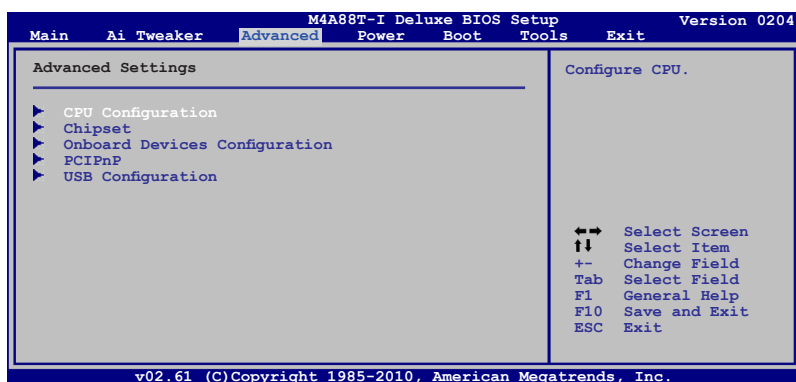 M4A88T-I Deluxe BIOS Setup Version 0204
Main Ai Tweaker Advanced Power Boot Tools Exit
Advanced Settings
CPU Configuration
Chipset
Onboard Devices Configuration
PCIPnP
USB Configuration
Configure CPU.
←→ Select Screen
↑↓ Select Item
+- Change Field
Tab Select Field
F1 General Help
F10 Save and Exit
ESC Exit
v02.61 (C)Copyright 1985-2010, American Megatrends, Inc.